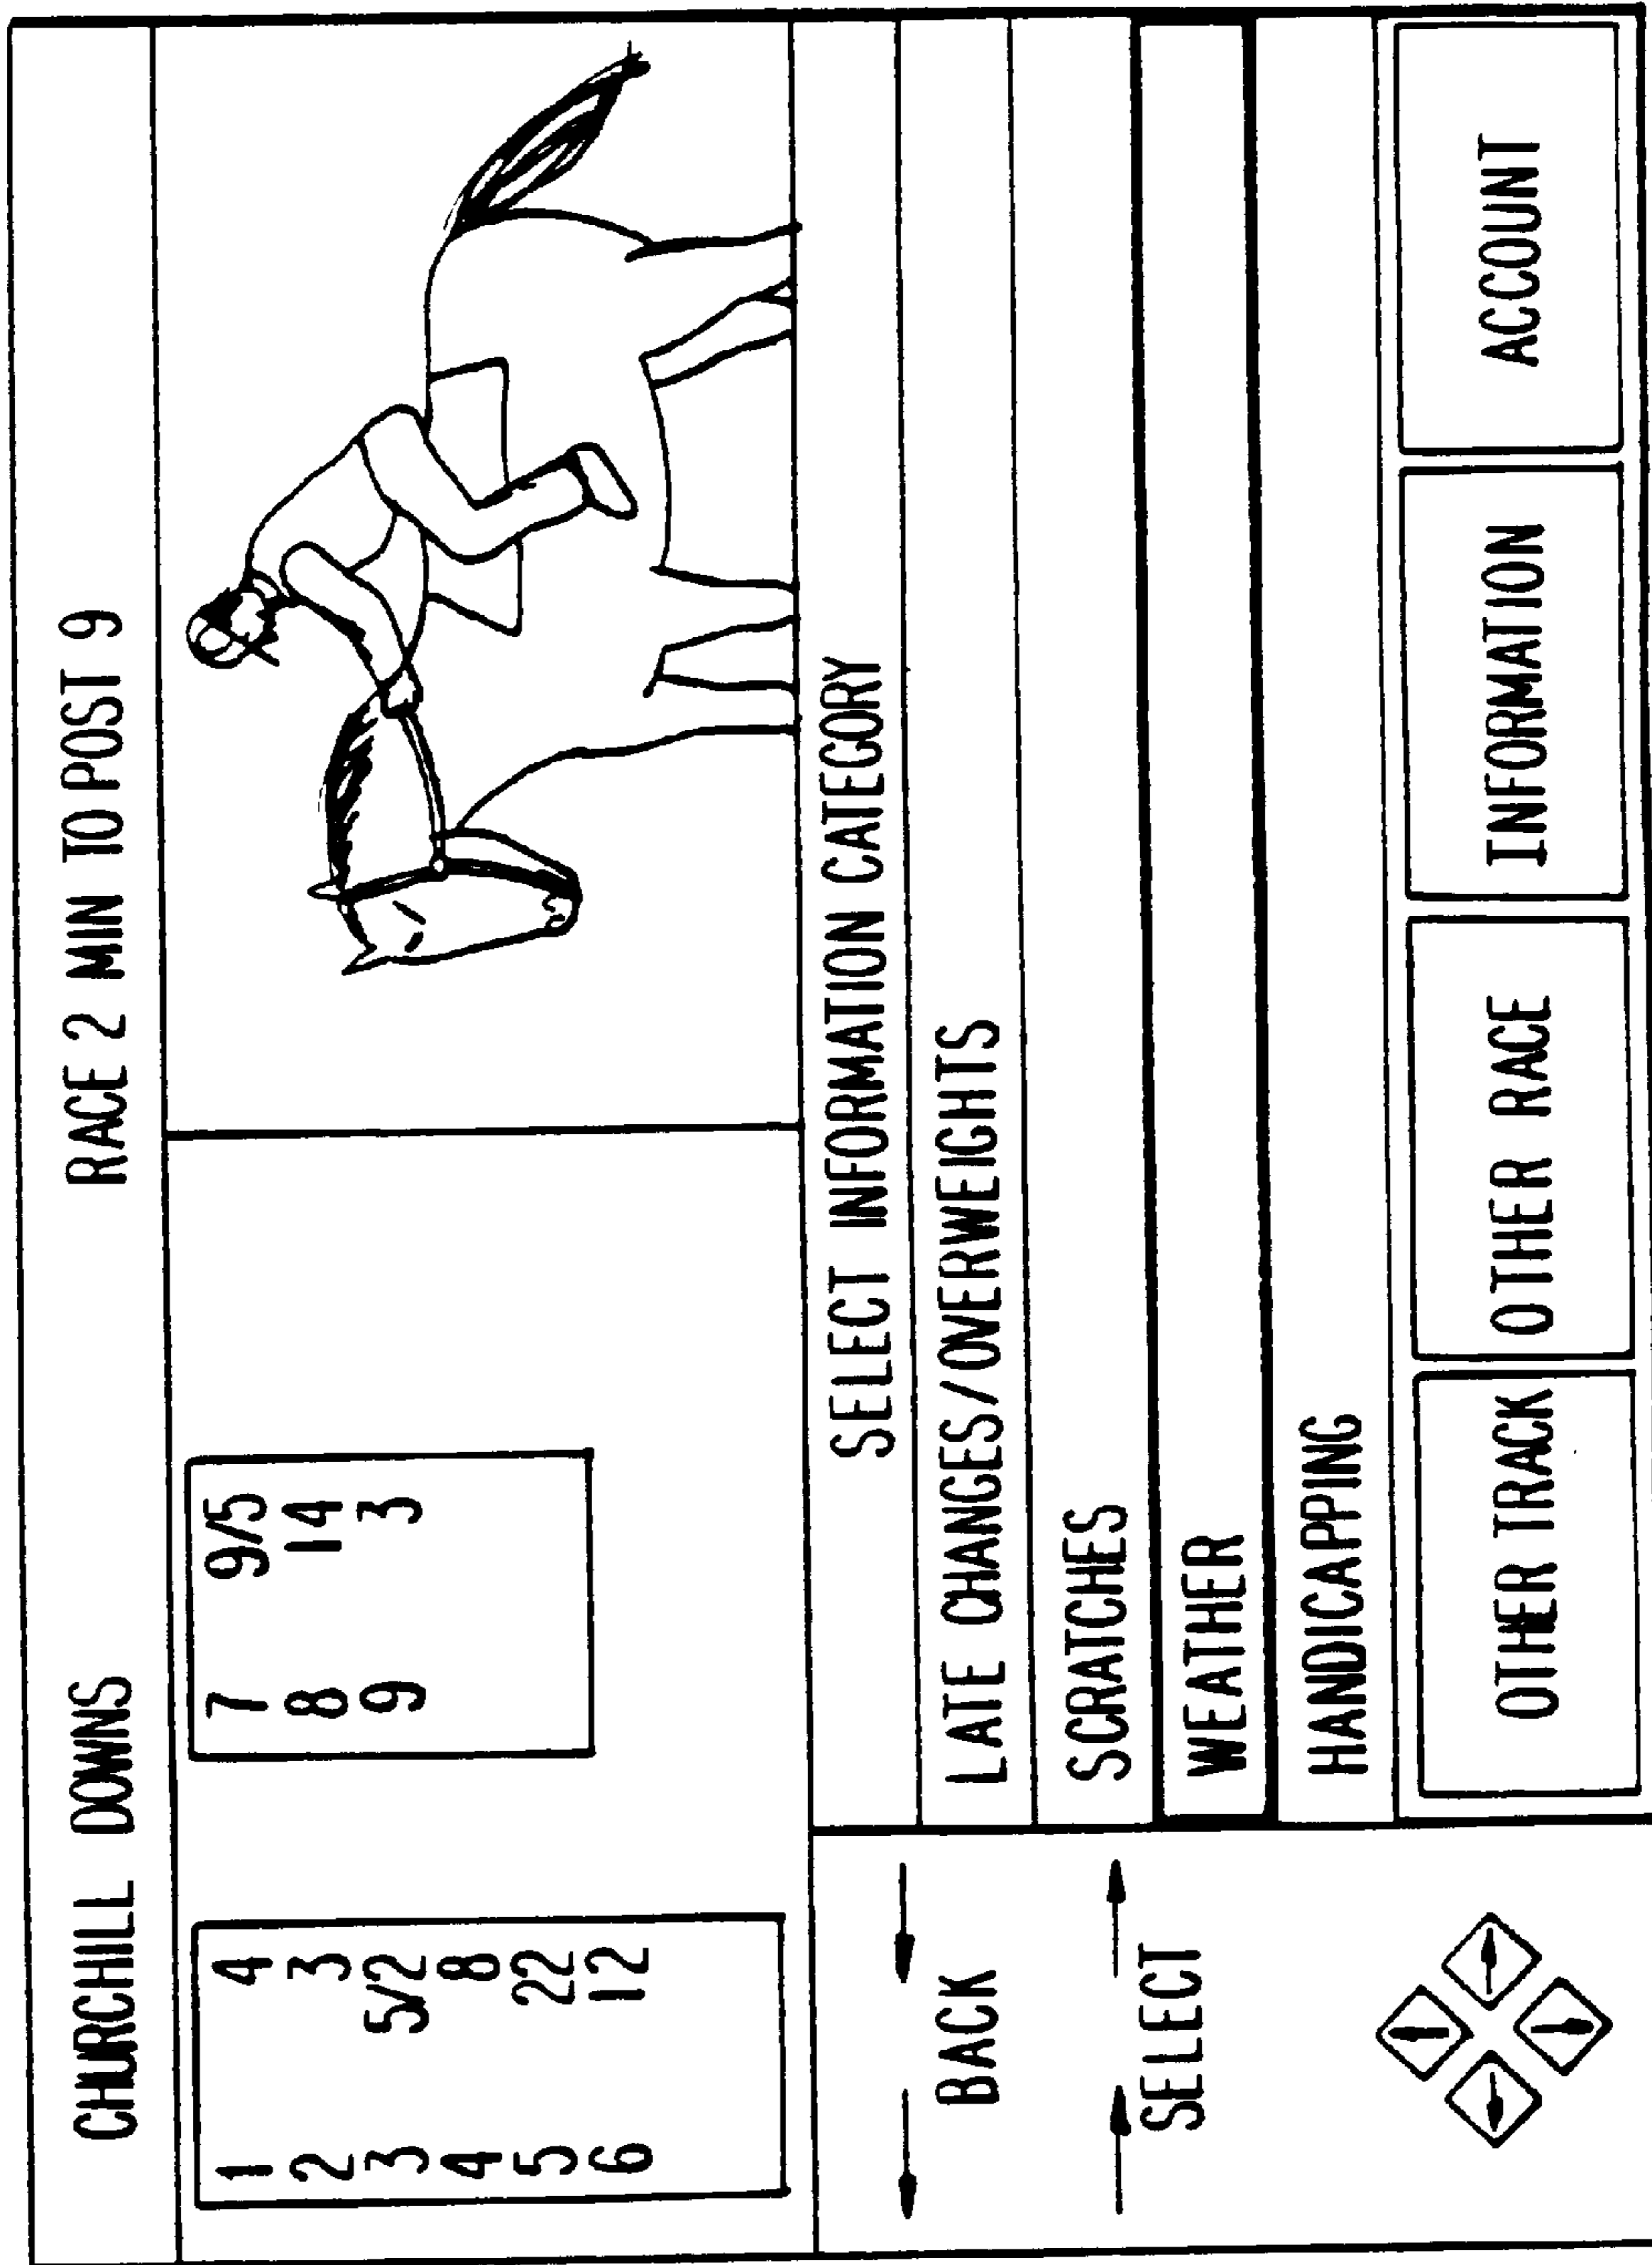 CHURCHILL DOWNS RACE 2 MIN TO POST 9
1 4
2 3
3 5/2
4 8
5 22
6 12
7 9/5
8 14
9 3
BACK
SELECT
SELECT INFORMATION CATEGORY
LATE CHANGES/OVERWEIGHTS
SCRATCHES
WEATHER
HANDICAPPING
OTHER TRACK
OTHER RACE
INFORMATION
ACCOUNT